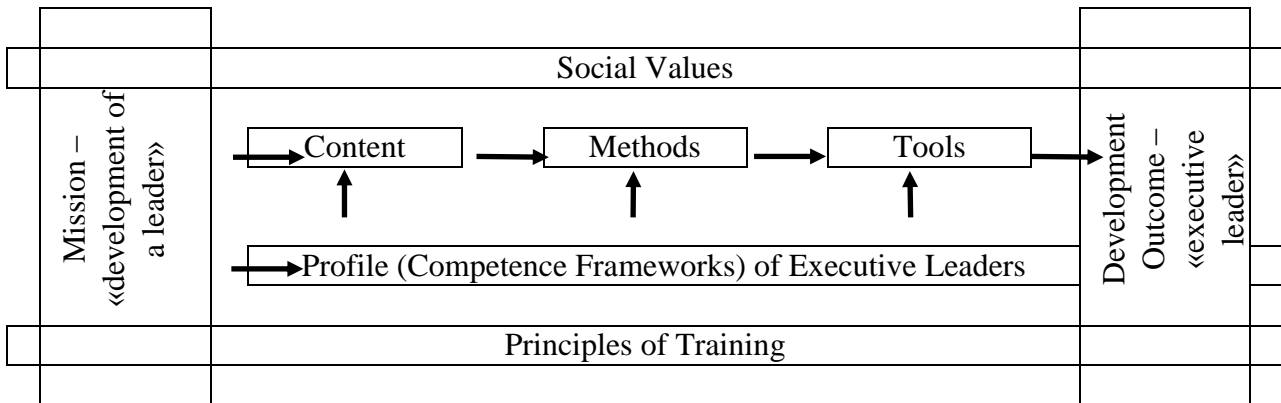 Social Values
Mission –
«development of
a leader»
Content
Methods
Tools
Profile (Competence Frameworks) of Executive Leaders
Principles of Training
Development
Outcome –
«executive
leader»